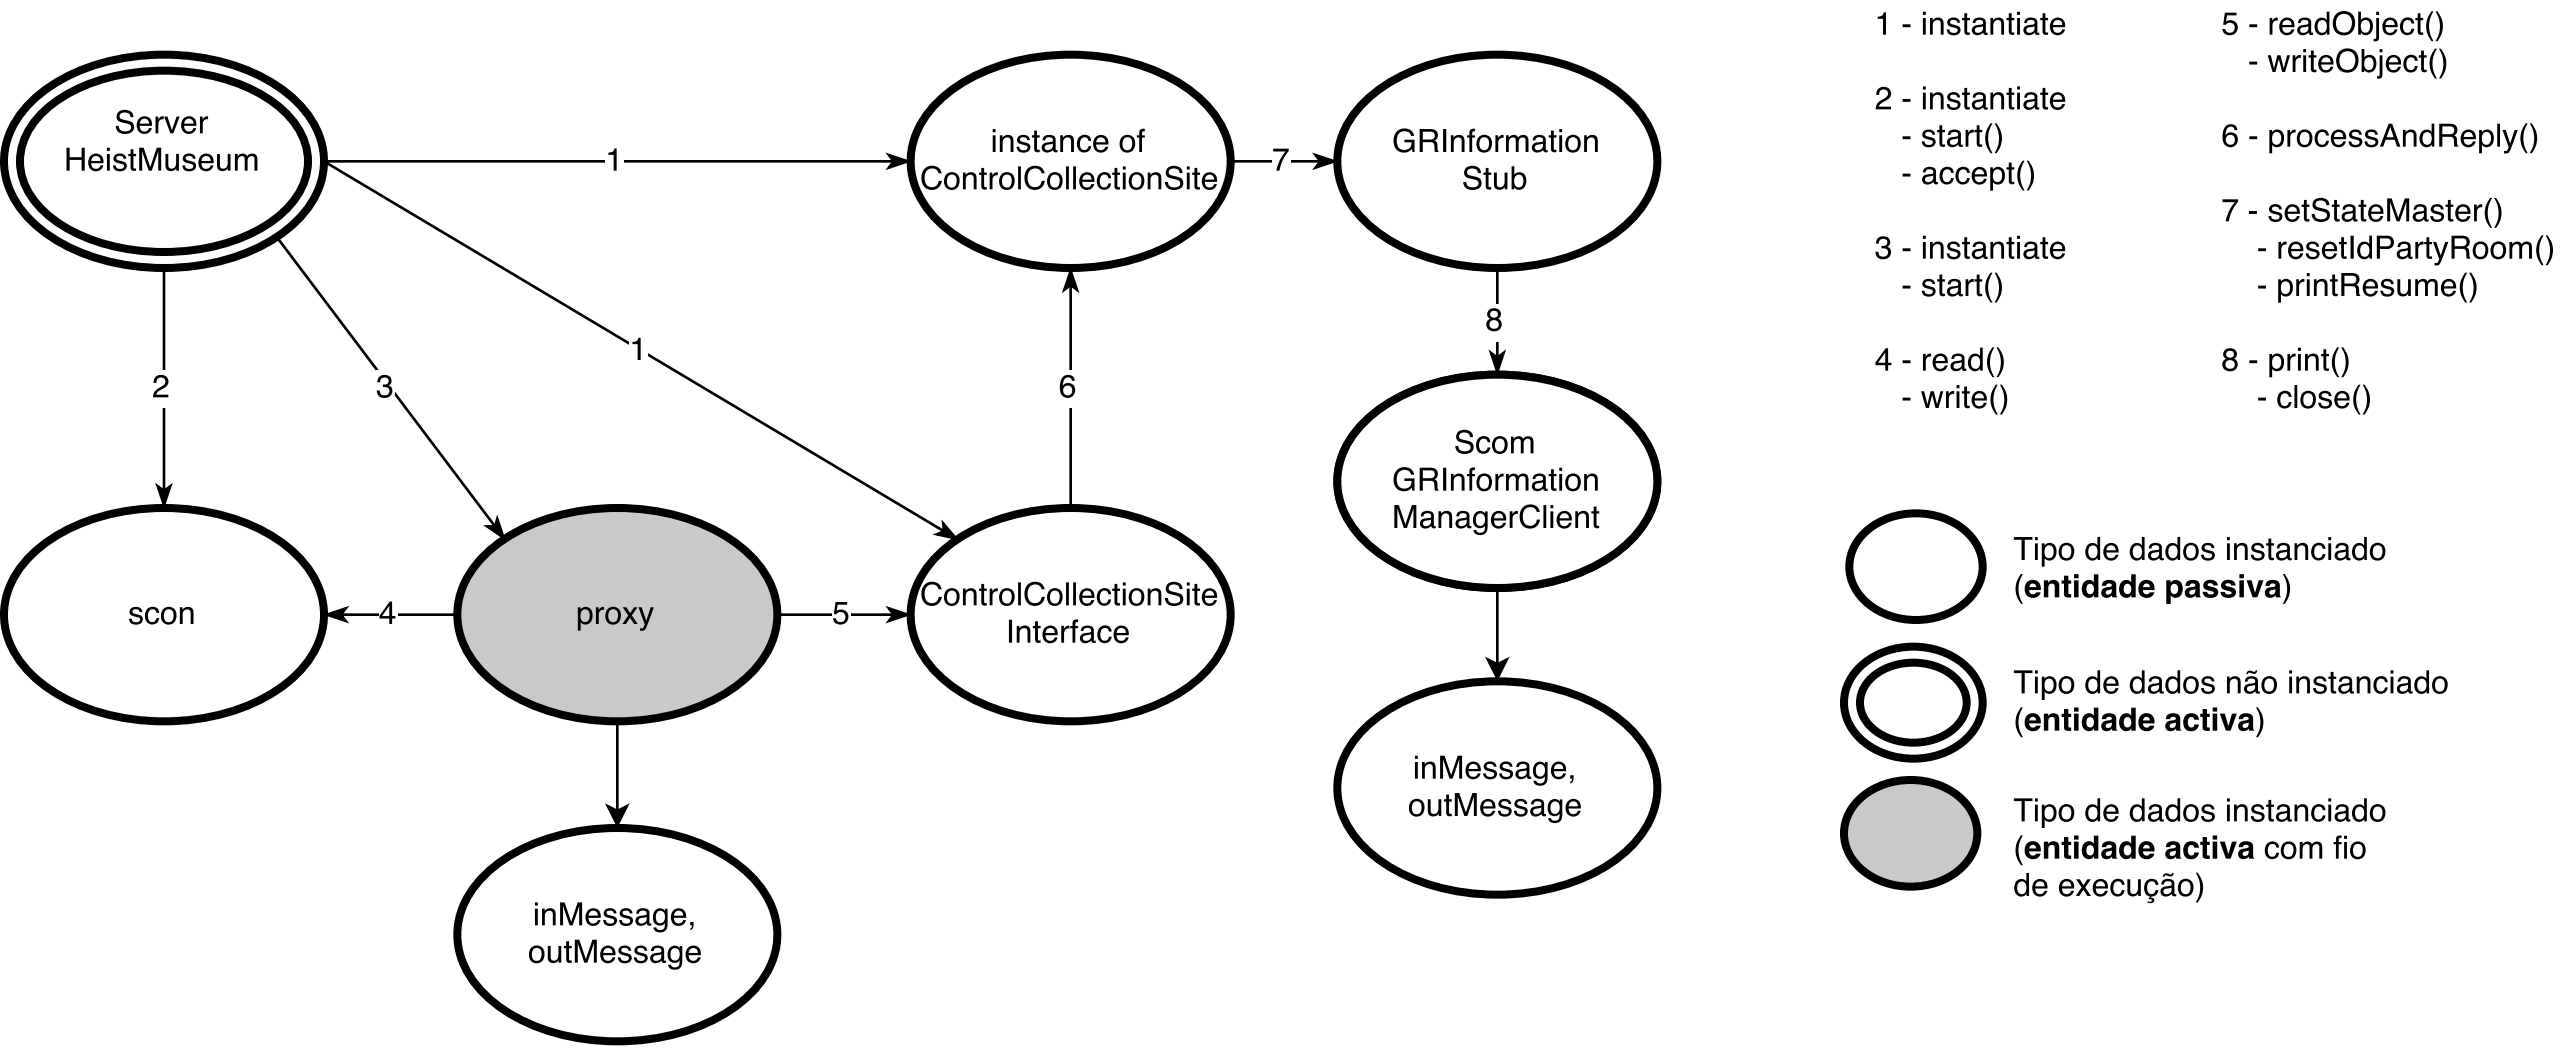 Server
HeistMuseum
1
instance of
ControlCollectionSite
7
GRInformation
Stub
2
3
1
6
8
scon
4
proxy
5
ControlCollectionSite
Interface
Scom
GRInformation
ManagerClient
inMessage,
outMessage
inMessage,
outMessage
1 - instantiate
2 - instantiate
- start()
- accept()
3 - instantiate
- start()
4 - read()
- write()
5 - readObject()
- writeObject()
6 - processAndReply()
7 - setStateMaster()
- resetIdPartyRoom()
- printResume()
8 - print()
- close()
Tipo de dados instanciado
(entidade passiva)
Tipo de dados não instanciado
(entidade activa)
Tipo de dados instanciado
(entidade activa com fio
de execução)